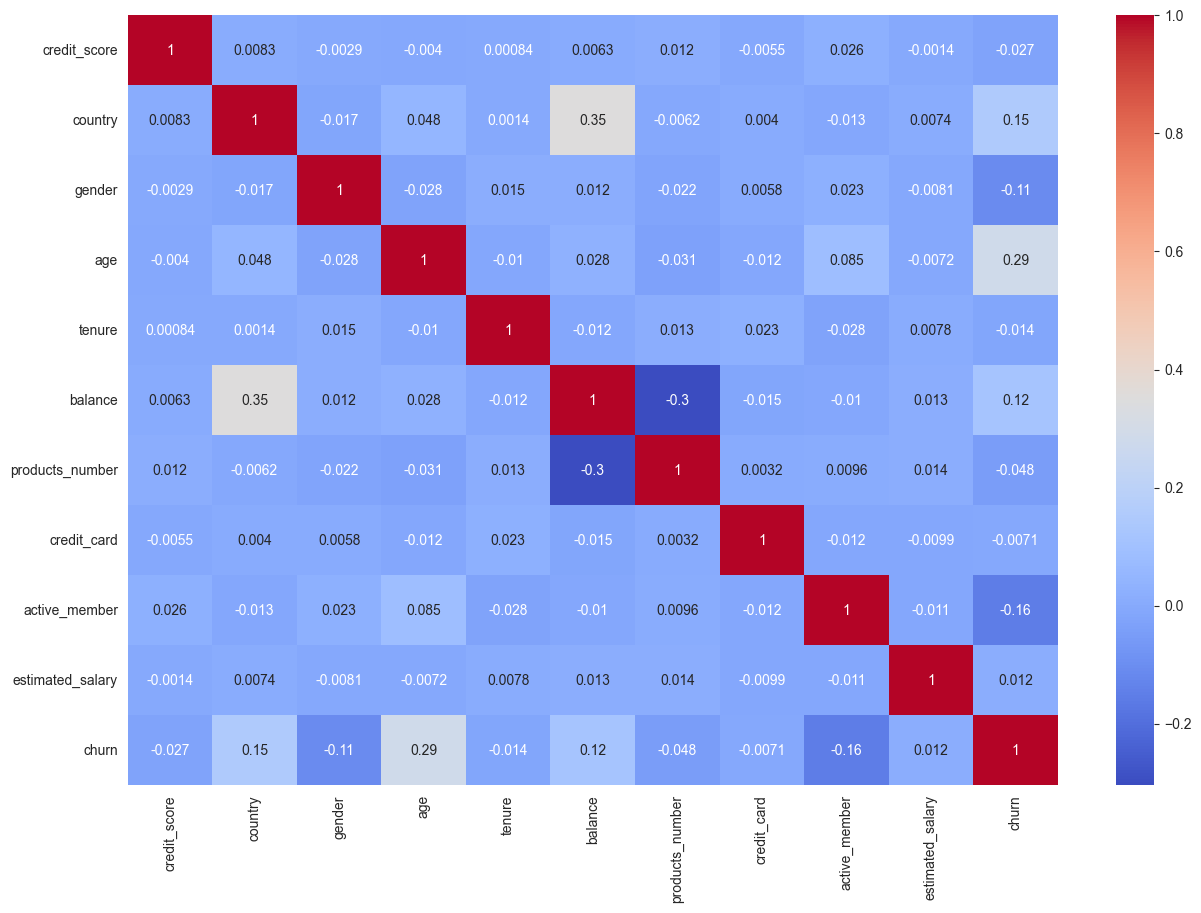 credit_score 1 0.0083 -0.0029 -0.004 0.00084 0.0063 0.012 -0.0055 0.026 -0.0014 -0.027
country 0.0083 1 -0.017 0.048 0.0014 0.35 -0.0062 0.004 -0.013 0.0074 0.15
gender -0.0029 -0.017 1 -0.028 0.015 0.012 -0.022 0.0058 0.023 -0.0081 -0.11
age -0.004 0.048 -0.028 1 -0.01 0.028 -0.031 -0.012 0.085 -0.0072 0.29
tenure 0.00084 0.0014 0.015 -0.01 1 -0.012 0.013 0.023 -0.028 0.0078 -0.014
balance 0.0063 0.35 0.012 0.028 -0.012 1 -0.3 -0.015 -0.01 0.013 0.12
products_number 0.012 -0.0062 -0.022 -0.031 0.013 -0.3 1 0.0032 0.0096 0.014 -0.048
credit_card -0.0055 0.004 0.0058 -0.012 0.023 -0.015 0.0032 1 -0.012 -0.0099 -0.0071
active_member 0.026 -0.013 0.023 0.085 -0.028 -0.01 0.0096 -0.012 1 -0.011 -0.16
estimated_salary -0.0014 0.0074 -0.0081 -0.0072 0.0078 0.013 0.014 -0.0099 -0.011 1 0.012
churn -0.027 0.15 -0.11 0.29 -0.014 0.12 -0.048 -0.0071 -0.16 0.012 1
credit_score country gender age tenure balance products_number credit_card active_member estimated_salary churn
1.0
0.8
0.6
0.4
0.2
0.0
−0.2